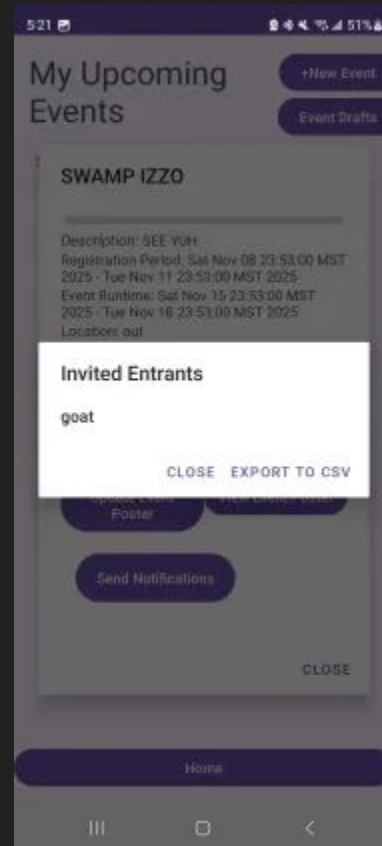 5:21
51%
My Upcoming
Events
+New Event
Event Drafts
SWAMP IZZO
Description: SEE YUH
Registration Period: Sat Nov 08 23:53:00 MST
2025 - Tue Nov 11 23:53:00 MST 2025
Event Runtime: Sat Nov 15 23:53:00 MST
2025 - Tue Nov 18 23:53:00 MST 2025
Location: out
Invited Entrants
goat
CLOSE EXPORT TO CSV
Poster
Send Notifications
CLOSE
Home